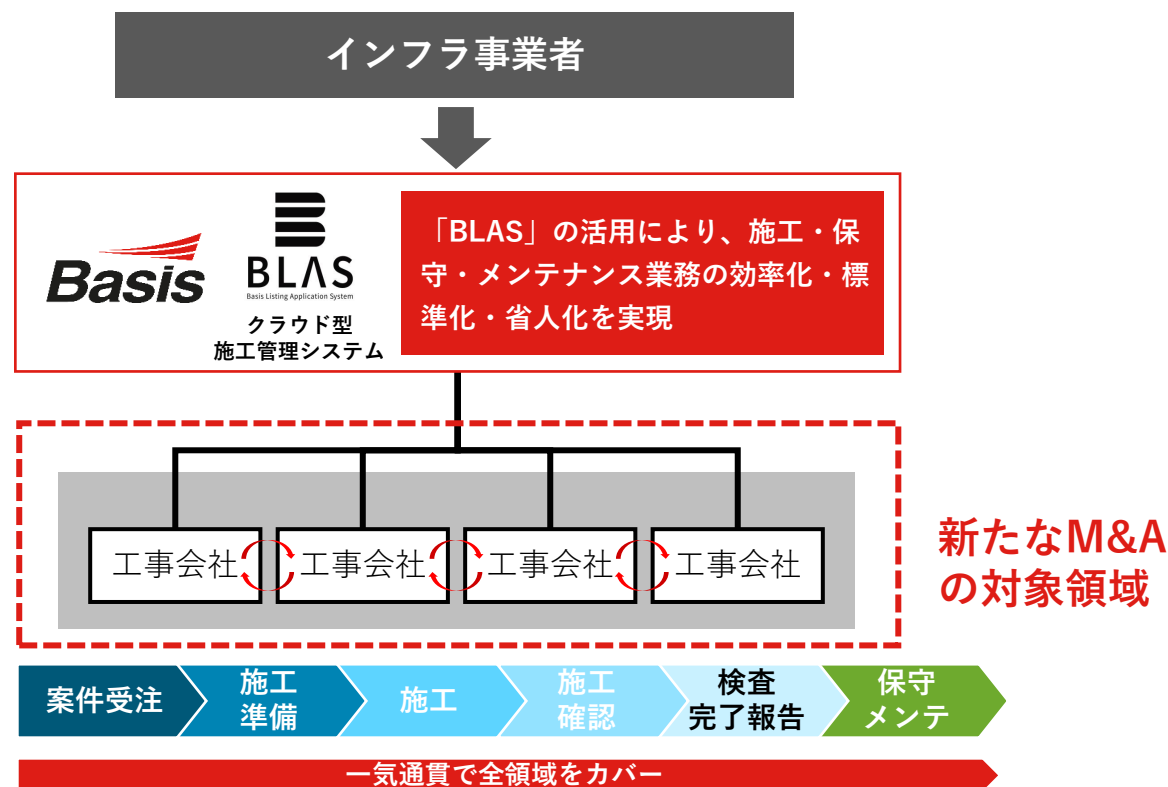 インフラ事業者
Basis
BLAS
Basis Listing Application System
クラウド型
施工管理システム
「BLAS」の活用により、施工・保
守・メンテナンス業務の効率化・標
準化・省人化を実現
工事会社
工事会社
工事会社
工事会社
新たなM&A
の対象領域
案件受注
施工
準備
施工
施工
確認
検査
完了報告
保守
メンテ
一気通貫で全領域をカバー